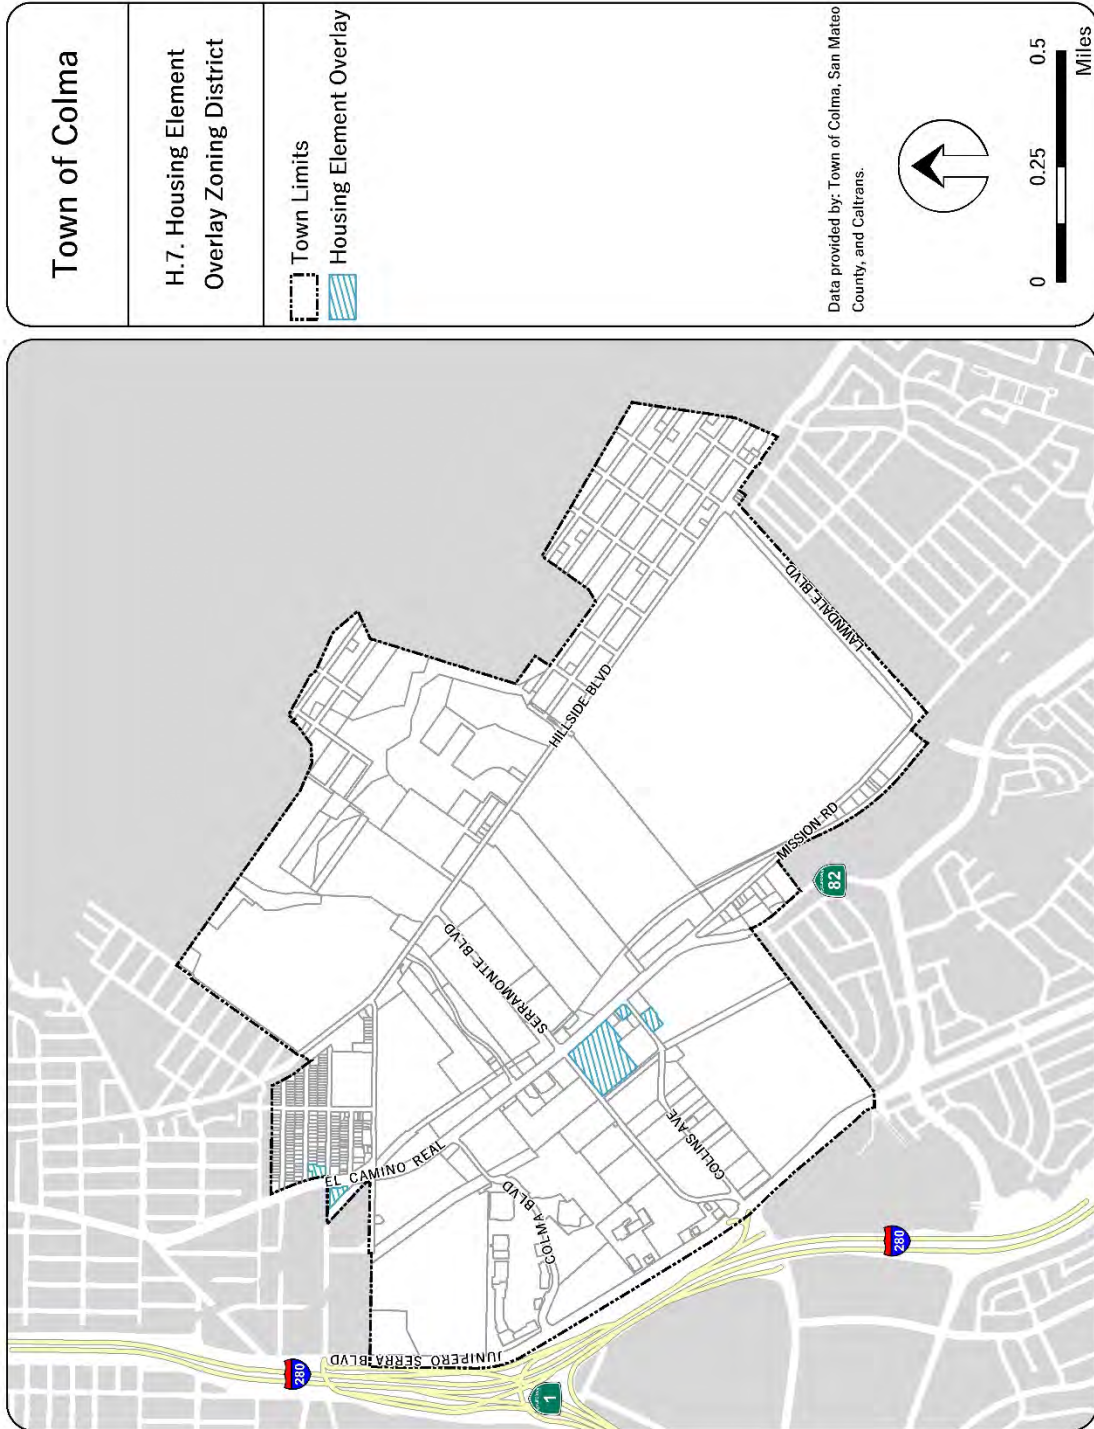 Town of Colma
H.7. Housing Element
Overlay Zoning District
Town Limits
Housing Element Overlay
Data provided by: Town of Colma, San Mateo
County, and Caltrans.
0 0.25 0.5
Miles
EL CAMINO REAL
HILLSIDE BLVD
SERRAMONTE BLVD
LAWNDALE BLVD
MISSION RD
COLLINS AVE
COLMA BLVD
JUNIPERO SERRA BLVD
82
280
280
1